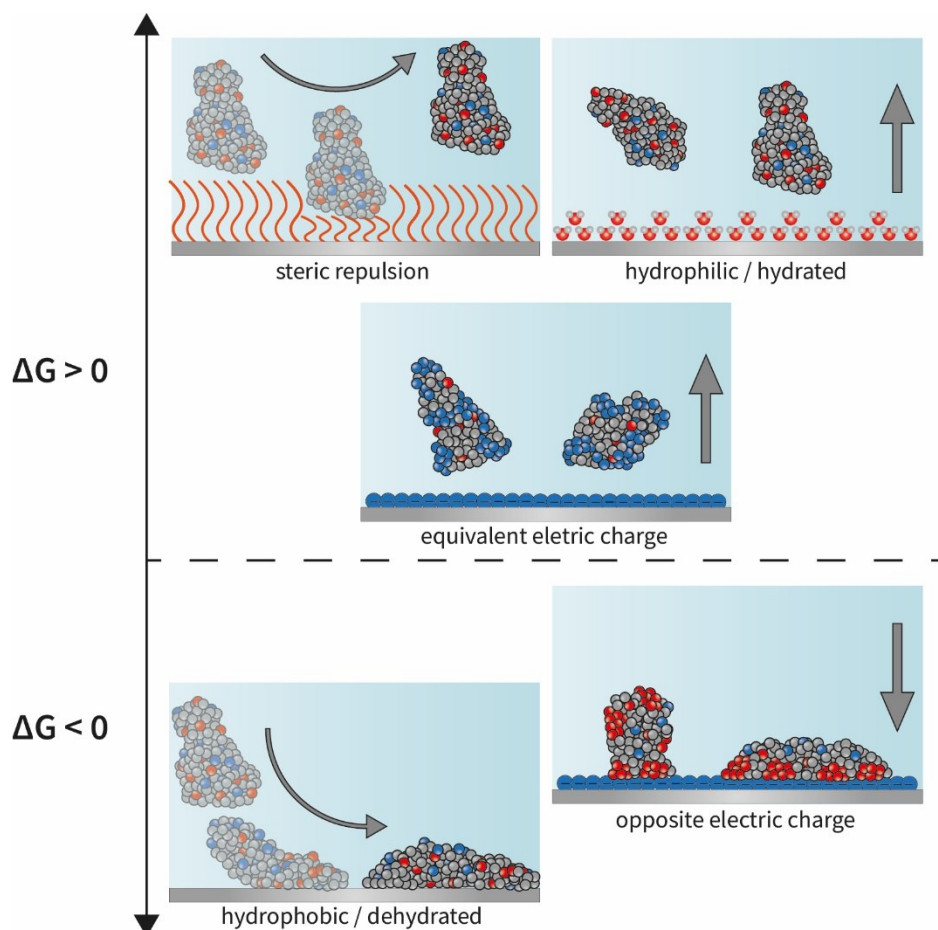 steric repulsion
hydrophilic / hydrated
ΔG > 0
equivalent eletric charge
ΔG < 0
opposite electric charge
hydrophobic / dehydrated